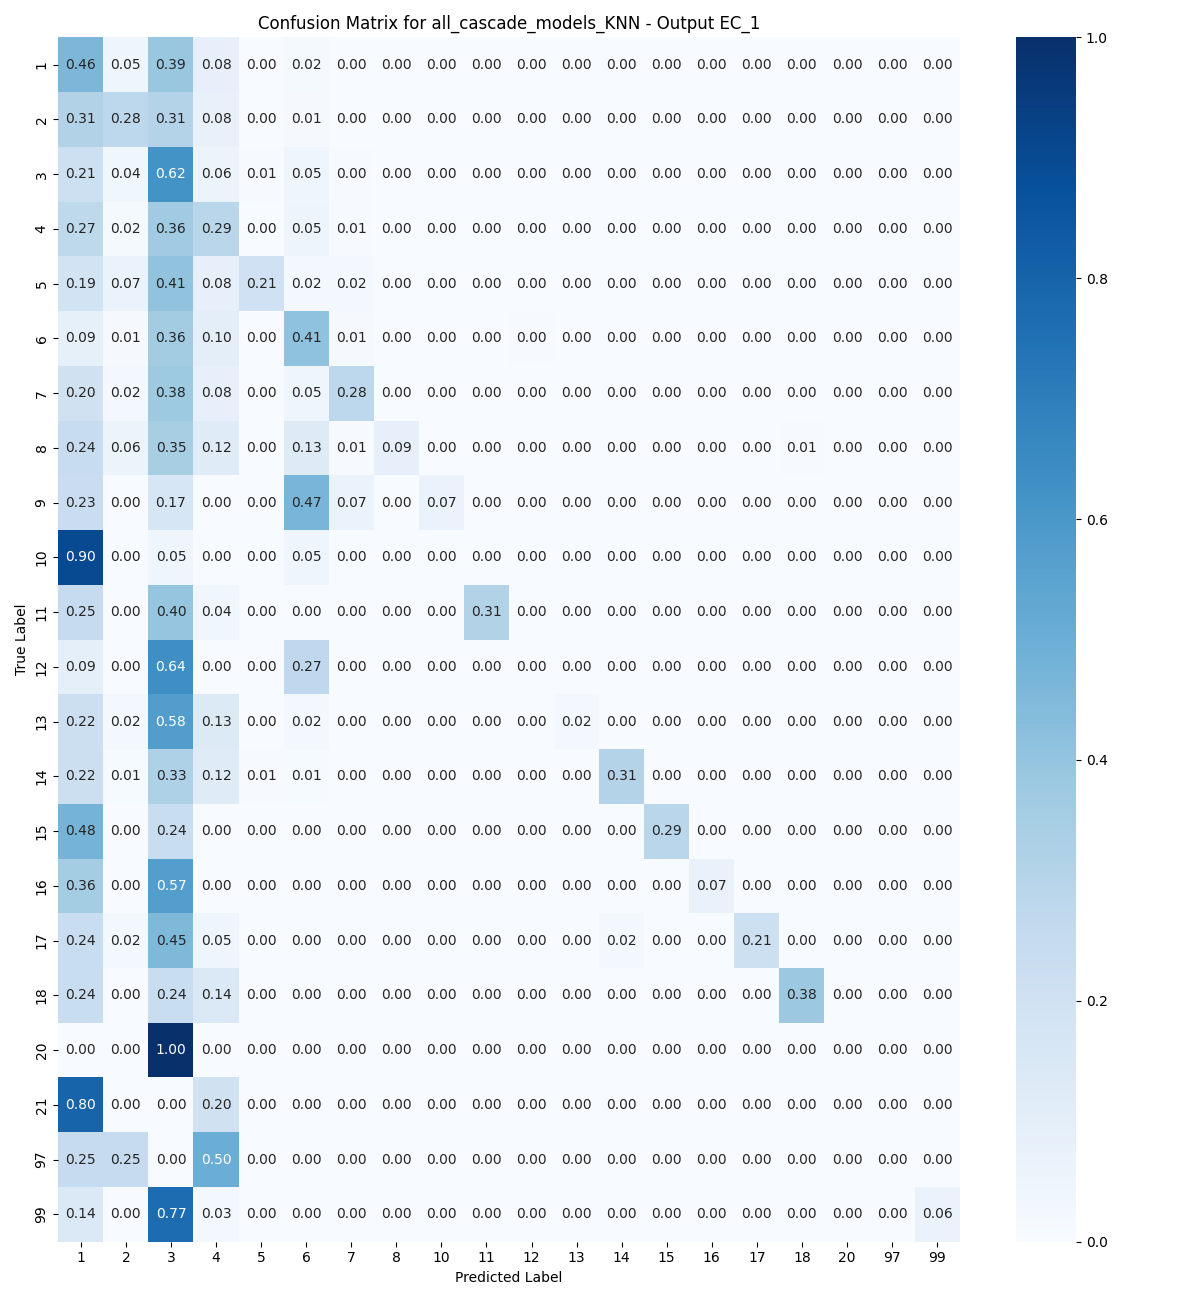 Confusion Matrix for all_cascade_models_KNN - Output EC_1
1 0.46 0.05 0.39 0.08 0.00 0.02 0.00 0.00 0.00 0.00 0.00 0.00 0.00 0.00 0.00 0.00 0.00 0.00 0.00 0.00
2 0.31 0.28 0.31 0.08 0.00 0.01 0.00 0.00 0.00 0.00 0.00 0.00 0.00 0.00 0.00 0.00 0.00 0.00 0.00 0.00
3 0.21 0.04 0.62 0.06 0.01 0.05 0.00 0.00 0.00 0.00 0.00 0.00 0.00 0.00 0.00 0.00 0.00 0.00 0.00 0.00
4 0.27 0.02 0.36 0.29 0.00 0.05 0.01 0.00 0.00 0.00 0.00 0.00 0.00 0.00 0.00 0.00 0.00 0.00 0.00 0.00
5 0.19 0.07 0.41 0.08 0.21 0.02 0.02 0.00 0.00 0.00 0.00 0.00 0.00 0.00 0.00 0.00 0.00 0.00 0.00 0.00
6 0.09 0.01 0.36 0.10 0.00 0.41 0.01 0.00 0.00 0.00 0.00 0.00 0.00 0.00 0.00 0.00 0.00 0.00 0.00 0.00
7 0.20 0.02 0.38 0.08 0.00 0.05 0.28 0.00 0.00 0.00 0.00 0.00 0.00 0.00 0.00 0.00 0.00 0.00 0.00 0.00
8 0.24 0.06 0.35 0.12 0.00 0.13 0.01 0.09 0.00 0.00 0.00 0.00 0.00 0.00 0.00 0.00 0.01 0.00 0.00 0.00
9 0.23 0.00 0.17 0.00 0.00 0.47 0.07 0.00 0.07 0.00 0.00 0.00 0.00 0.00 0.00 0.00 0.00 0.00 0.00 0.00
10 0.90 0.00 0.05 0.00 0.00 0.05 0.00 0.00 0.00 0.00 0.00 0.00 0.00 0.00 0.00 0.00 0.00 0.00 0.00 0.00
11 0.25 0.00 0.40 0.04 0.00 0.00 0.00 0.00 0.00 0.31 0.00 0.00 0.00 0.00 0.00 0.00 0.00 0.00 0.00 0.00
12 0.09 0.00 0.64 0.00 0.00 0.27 0.00 0.00 0.00 0.00 0.00 0.00 0.00 0.00 0.00 0.00 0.00 0.00 0.00 0.00
13 0.22 0.02 0.58 0.13 0.00 0.02 0.00 0.00 0.00 0.00 0.00 0.02 0.00 0.00 0.00 0.00 0.00 0.00 0.00 0.00
14 0.22 0.01 0.33 0.12 0.01 0.01 0.00 0.00 0.00 0.00 0.00 0.00 0.31 0.00 0.00 0.00 0.00 0.00 0.00 0.00
15 0.48 0.00 0.24 0.00 0.00 0.00 0.00 0.00 0.00 0.00 0.00 0.00 0.00 0.29 0.00 0.00 0.00 0.00 0.00 0.00
16 0.36 0.00 0.57 0.00 0.00 0.00 0.00 0.00 0.00 0.00 0.00 0.00 0.00 0.00 0.07 0.00 0.00 0.00 0.00 0.00
17 0.24 0.02 0.45 0.05 0.00 0.00 0.00 0.00 0.00 0.00 0.00 0.00 0.02 0.00 0.00 0.21 0.00 0.00 0.00 0.00
18 0.24 0.00 0.24 0.14 0.00 0.00 0.00 0.00 0.00 0.00 0.00 0.00 0.00 0.00 0.00 0.00 0.38 0.00 0.00 0.00
20 0.00 0.00 1.00 0.00 0.00 0.00 0.00 0.00 0.00 0.00 0.00 0.00 0.00 0.00 0.00 0.00 0.00 0.00 0.00 0.00
21 0.80 0.00 0.00 0.20 0.00 0.00 0.00 0.00 0.00 0.00 0.00 0.00 0.00 0.00 0.00 0.00 0.00 0.00 0.00 0.00
97 0.25 0.25 0.00 0.50 0.00 0.00 0.00 0.00 0.00 0.00 0.00 0.00 0.00 0.00 0.00 0.00 0.00 0.00 0.00 0.00
99 0.14 0.00 0.77 0.03 0.00 0.00 0.00 0.00 0.00 0.00 0.00 0.00 0.00 0.00 0.00 0.00 0.00 0.00 0.00 0.06
1 2 3 4 5 6 7 8 10 11 12 13 14 15 16 17 18 20 97 99
Predicted Label
True Label
1.0
0.8
0.6
0.4
0.2
0.0